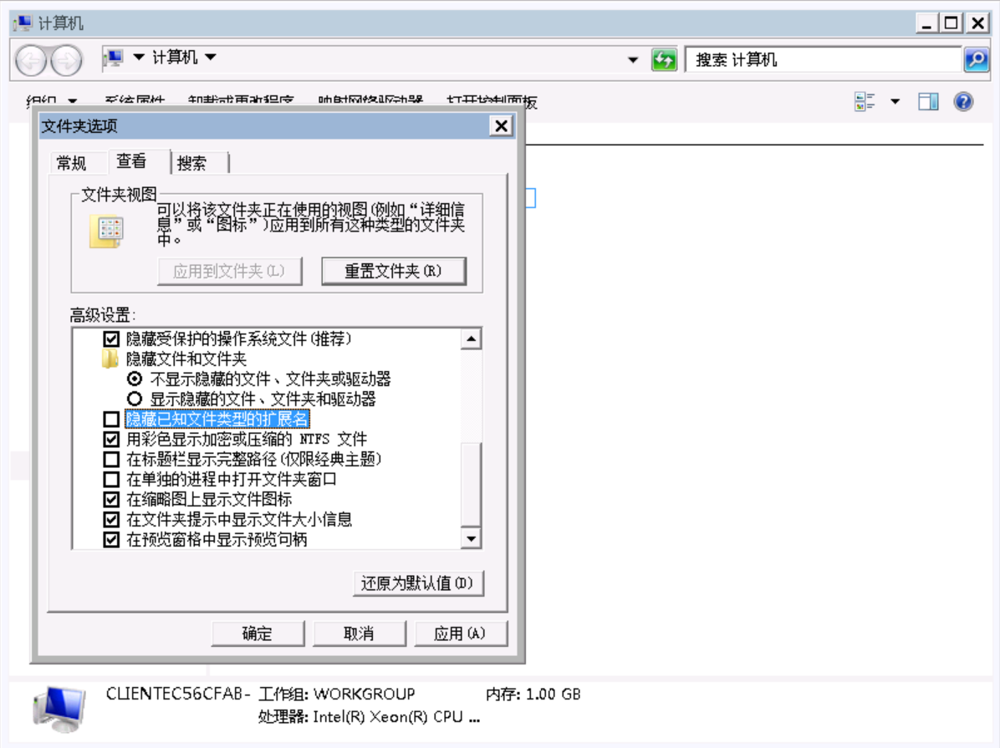 计算机
计算机
搜索 计算机
组织 系统属性 卸载或更改程序 映射网络驱动器 打开控制面板
文件夹选项
常规 查看 搜索
文件夹视图
可以将该文件夹正在使用的视图(例如“详细信
息”或“图标”)应用到所有这种类型的文件夹
中。
应用到文件夹(L) 重置文件夹(R)
高级设置:
隐藏受保护的操作系统文件(推荐)
隐藏文件和文件夹
不显示隐藏的文件、文件夹或驱动器
显示隐藏的文件、文件夹和驱动器
隐藏已知文件类型的扩展名
用彩色显示加密或压缩的 NTFS 文件
在标题栏显示完整路径(仅限经典主题)
在单独的进程中打开文件夹窗口
在缩略图上显示文件图标
在文件夹提示中显示文件大小信息
在预览窗格中显示预览句柄
还原为默认值(D)
确定 取消 应用(A)
CLIENTEC56CFAB- 工作组: WORKGROUP 内存: 1.00 GB
处理器: Intel(R) Xeon(R) CPU ...